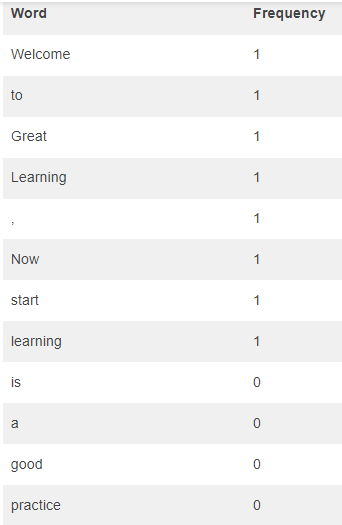 Word Frequency
Welcome 1
to 1
Great 1
Learning 1
, 1
Now 1
start 1
learning 1
is 0
a 0
good 0
practice 0